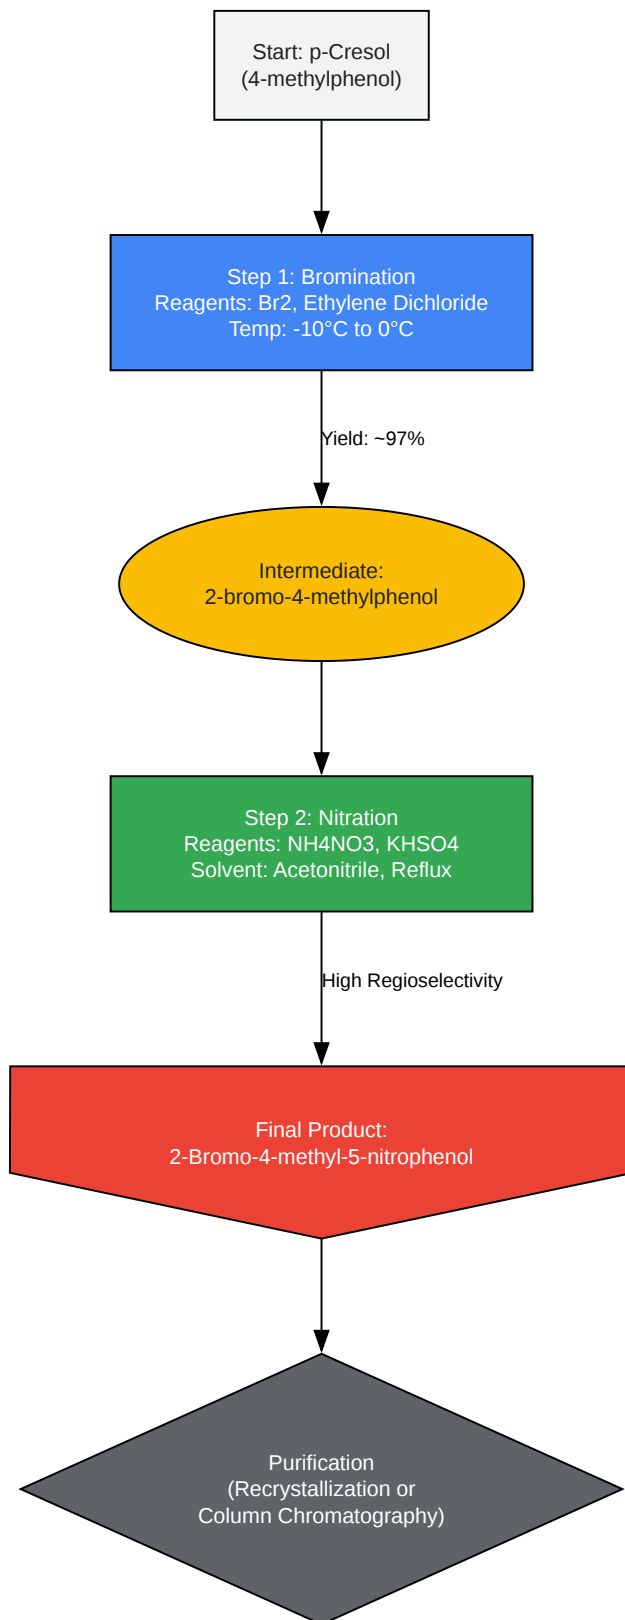 Start: p-Cresol
(4-methylphenol)
Step 1: Bromination
Reagents: Br2, Ethylene Dichloride
Temp: -10°C to 0°C
Yield: ~97%
Intermediate:
2-bromo-4-methylphenol
Step 2: Nitration
Reagents: NH4NO3, KHSO4
Solvent: Acetonitrile, Reflux
High Regioselectivity
Final Product:
2-Bromo-4-methyl-5-nitrophenol
Purification
(Recrystallization or
Column Chromatography)